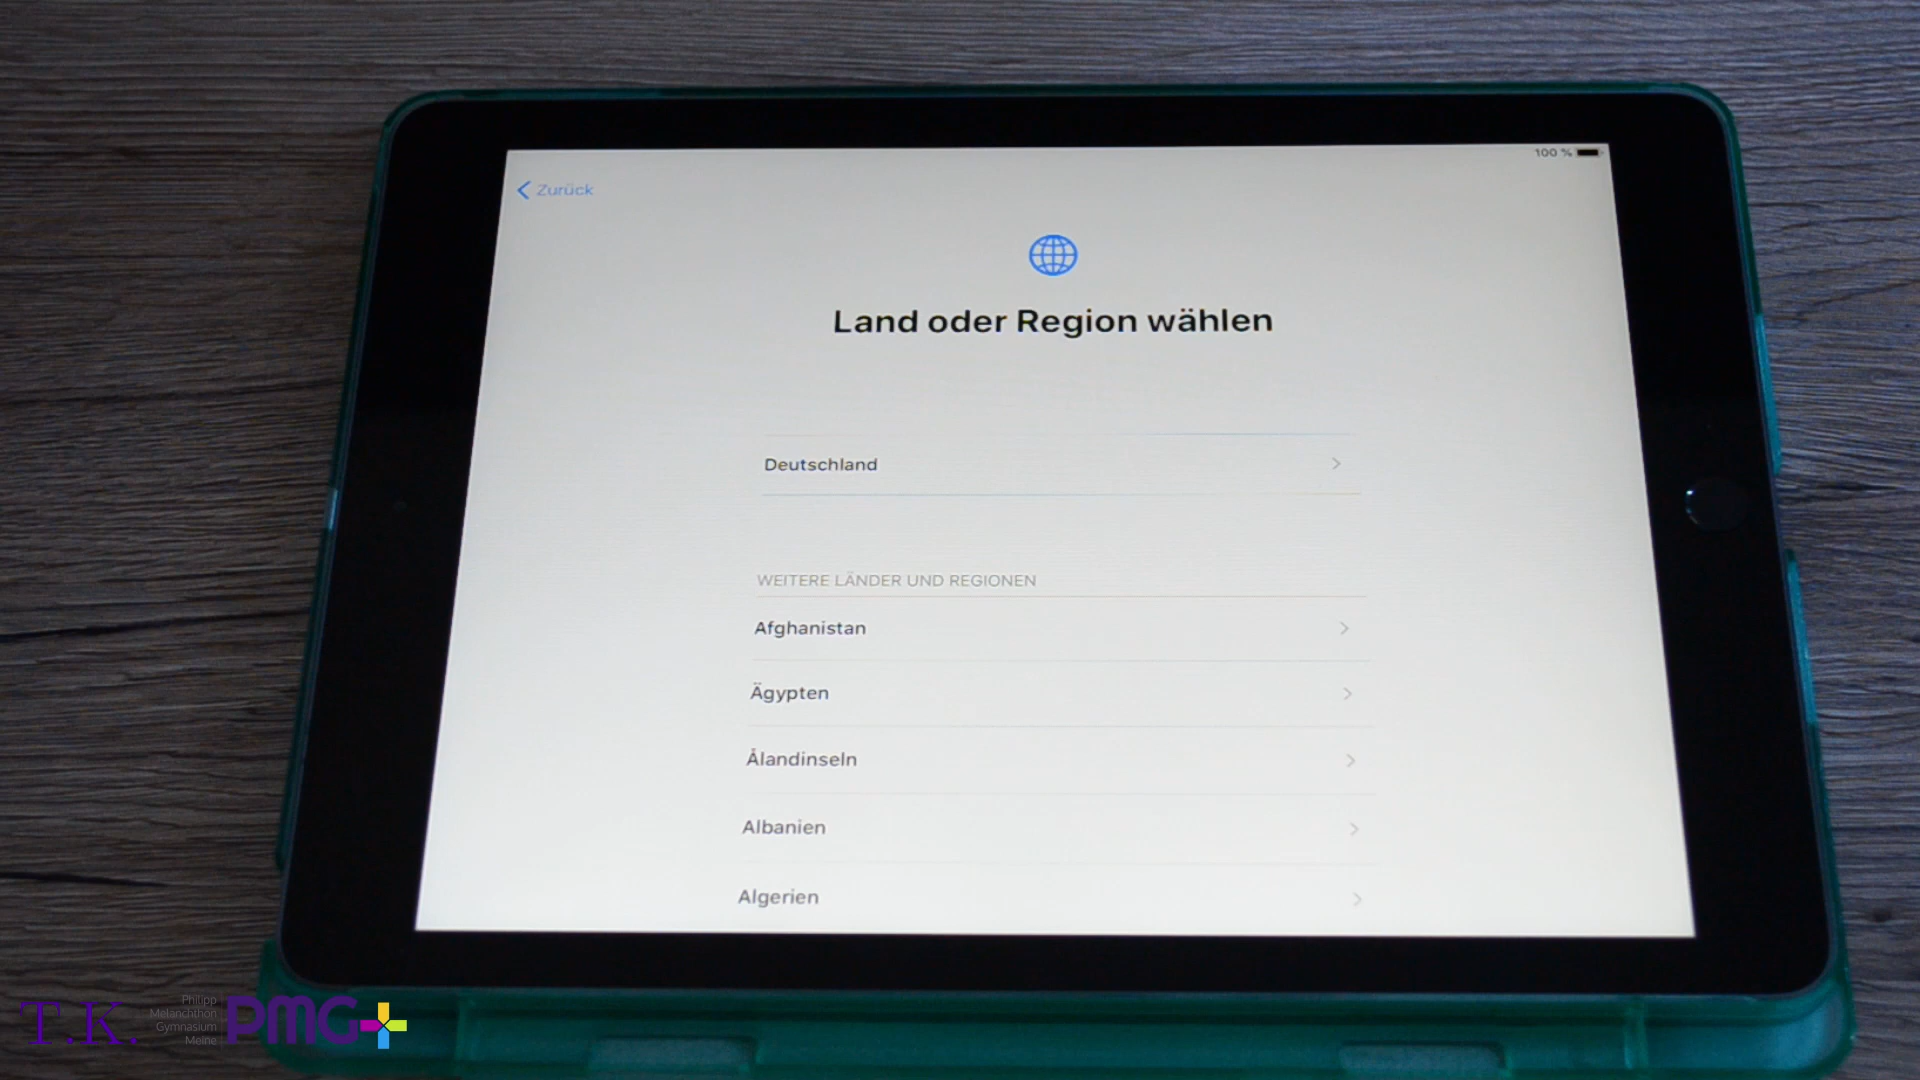 100 %
Zurück
Land oder Region wählen
Deutschland
WEITERE LÄNDER UND REGIONEN
Afghanistan
Ägypten
Ålandinseln
Albanien
Algerien
T.K.
Philipp
Melanchthon
Gymnasium
Meine
PMG